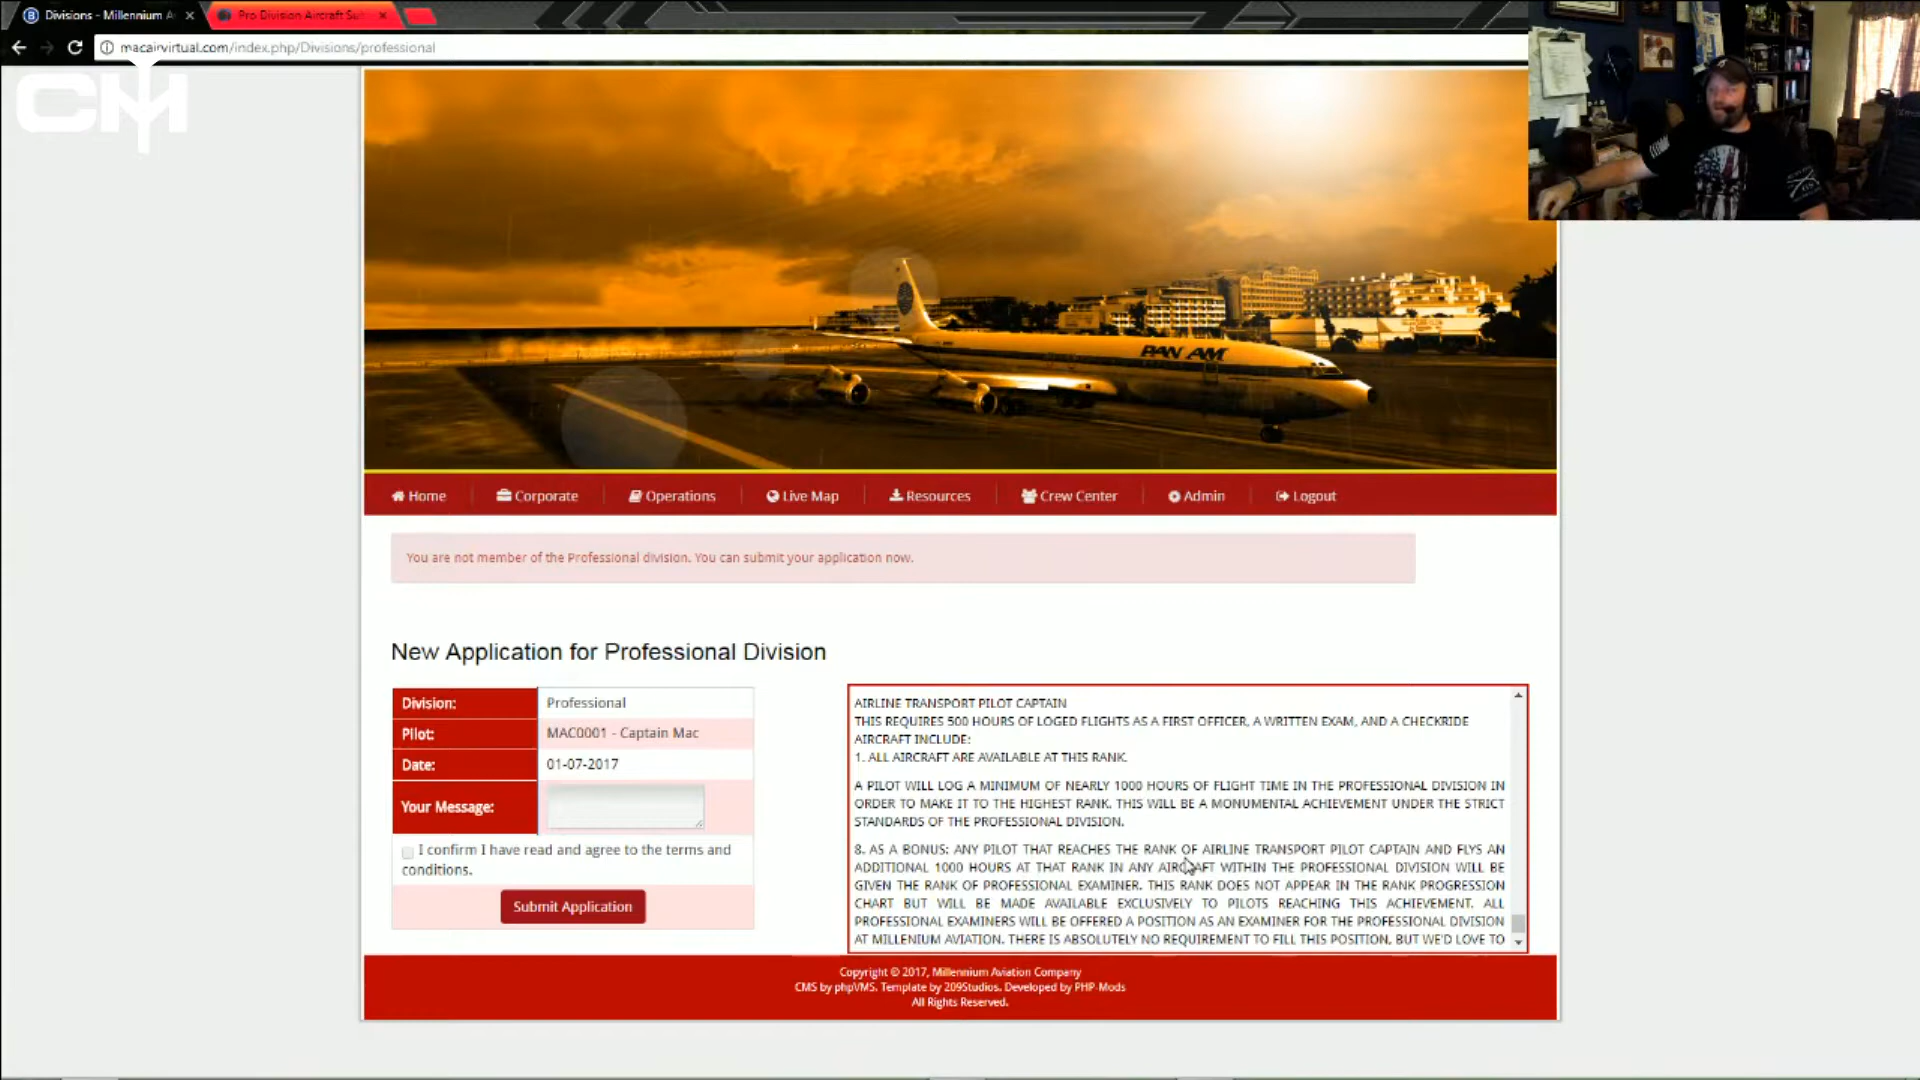 Divisions - Millennium A
Pro Division Aircraft Su
macairvirtual.com/index.php/Divisions/professional
CM
PAN AM
Home
Corporate
Operations
Live Map
Resources
Crew Center
Admin
Logout
You are not member of the Professional division. You can submit your application now.
New Application for Professional Division
Division: Professional
Pilot: MAC0001 - Captain Mac
Date: 01-07-2017
Your Message:
I confirm I have read and agree to the terms and
conditions.
Submit Application
AIRLINE TRANSPORT PILOT CAPTAIN
THIS REQUIRES 500 HOURS OF LOGED FLIGHTS AS A FIRST OFFICER, A WRITTEN EXAM, AND A CHECKRIDE
AIRCRAFT INCLUDE:
1. ALL AIRCRAFT ARE AVAILABLE AT THIS RANK.
A PILOT WILL LOG A MINIMUM OF NEARLY 1000 HOURS OF FLIGHT TIME IN THE PROFESSIONAL DIVISION IN
ORDER TO MAKE IT TO THE HIGHEST RANK. THIS WILL BE A MONUMENTAL ACHIEVEMENT UNDER THE STRICT
STANDARDS OF THE PROFESSIONAL DIVISION.
8. AS A BONUS: ANY PILOT THAT REACHES THE RANK OF AIRLINE TRANSPORT PILOT CAPTAIN AND FLYS AN
ADDITIONAL 1000 HOURS AT THAT RANK IN ANY AIRCRAFT WITHIN THE PROFESSIONAL DIVISION WILL BE
GIVEN THE RANK OF PROFESSIONAL EXAMINER. THIS RANK DOES NOT APPEAR IN THE RANK PROGRESSION
CHART BUT WILL BE MADE AVAILABLE EXCLUSIVELY TO PILOTS REACHING THIS ACHIEVEMENT. ALL
PROFESSIONAL EXAMINERS WILL BE OFFERED A POSITION AS AN EXAMINER FOR THE PROFESSIONAL DIVISION
AT MILLENIUM AVIATION. THERE IS ABSOLUTELY NO REQUIREMENT TO FILL THIS POSITION, BUT WE'D LOVE TO
Copyright © 2017, Millennium Aviation Company
CMS by phpVMS. Template by 209Studios. Developed by PHP-Mods
All Rights Reserved.